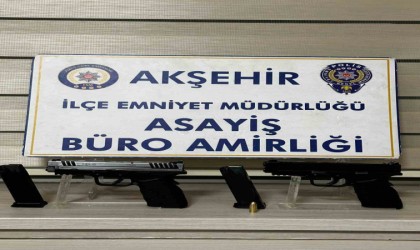 AKŞEHİR
İLÇE EMNİYET MÜDÜRLÜĞÜ
ASAYİŞ
BÜRO AMİRLİĞİ